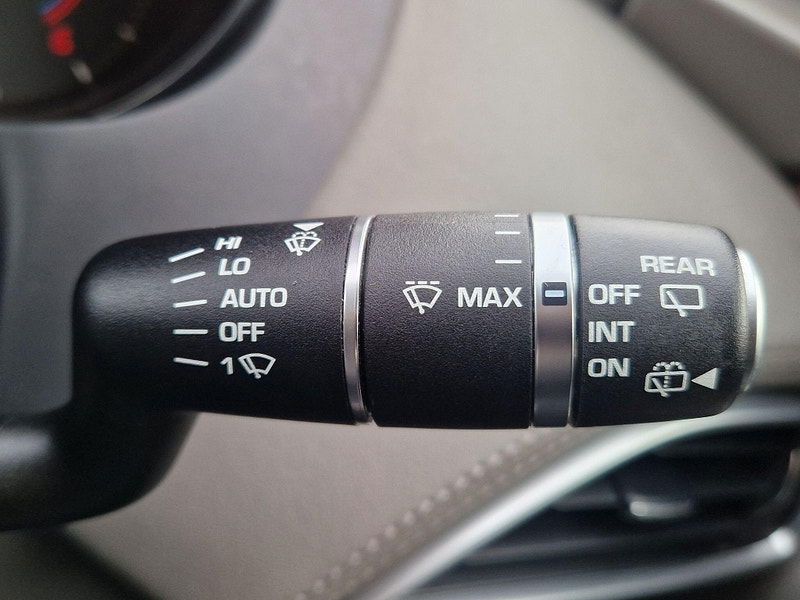 HI
LO
AUTO
OFF
1
MAX
REAR
OFF
INT
ON